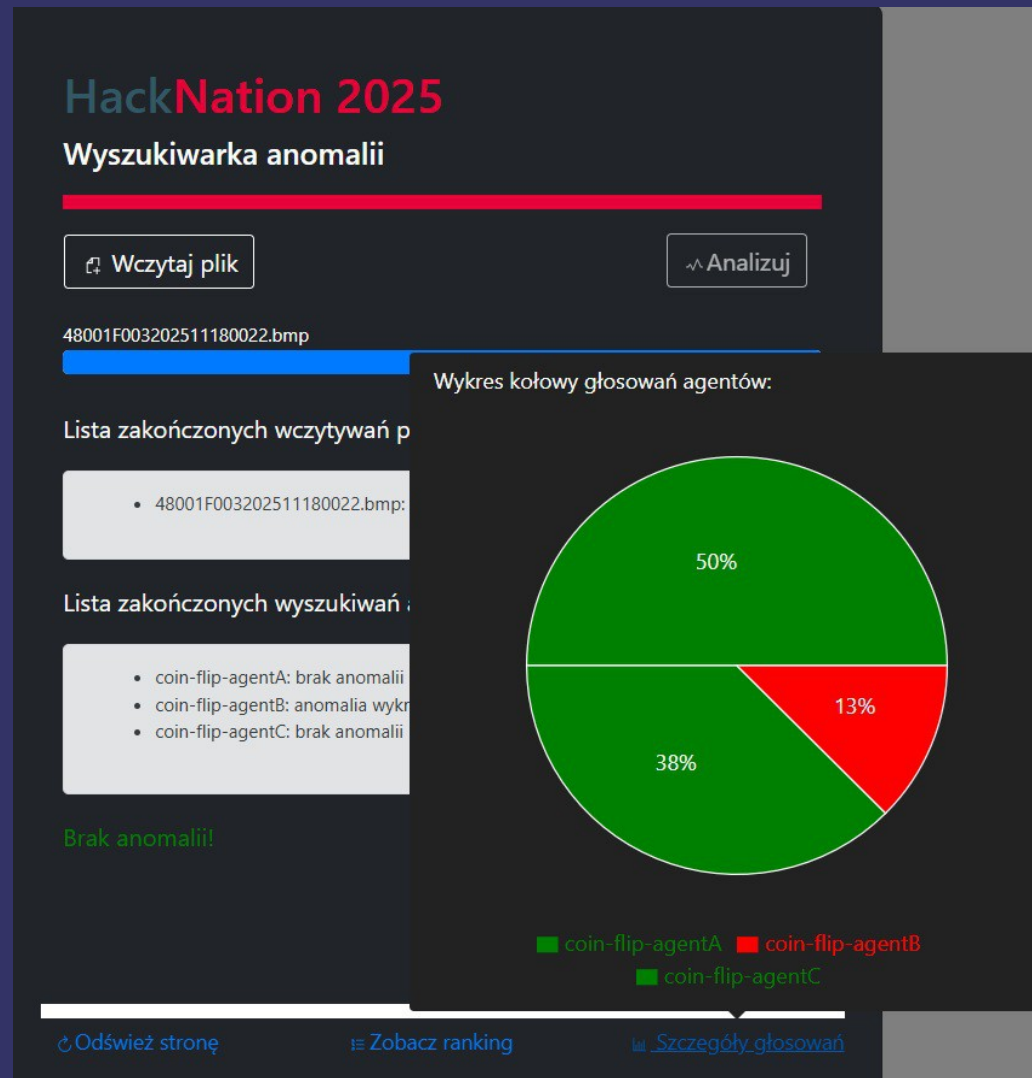 HackNation 2025
Wyszukiwarka anomalii
Wczytaj plik
Analizuj
48001F003202511180022.bmp
Lista zakończonych wczytywań
48001F003202511180022.bmp:
Lista zakończonych wyszukiwań
coin-flip-agentA: brak anomalii
coin-flip-agentB: anomalia
coin-flip-agentC: brak anomalii
Brak anomalii!
Wykres kołowy głosowań agentów:
50%
13%
38%
coin-flip-agentA coin-flip-agentB
coin-flip-agentC
Odśwież stronę
Zobacz ranking
Szczegóły głosowań